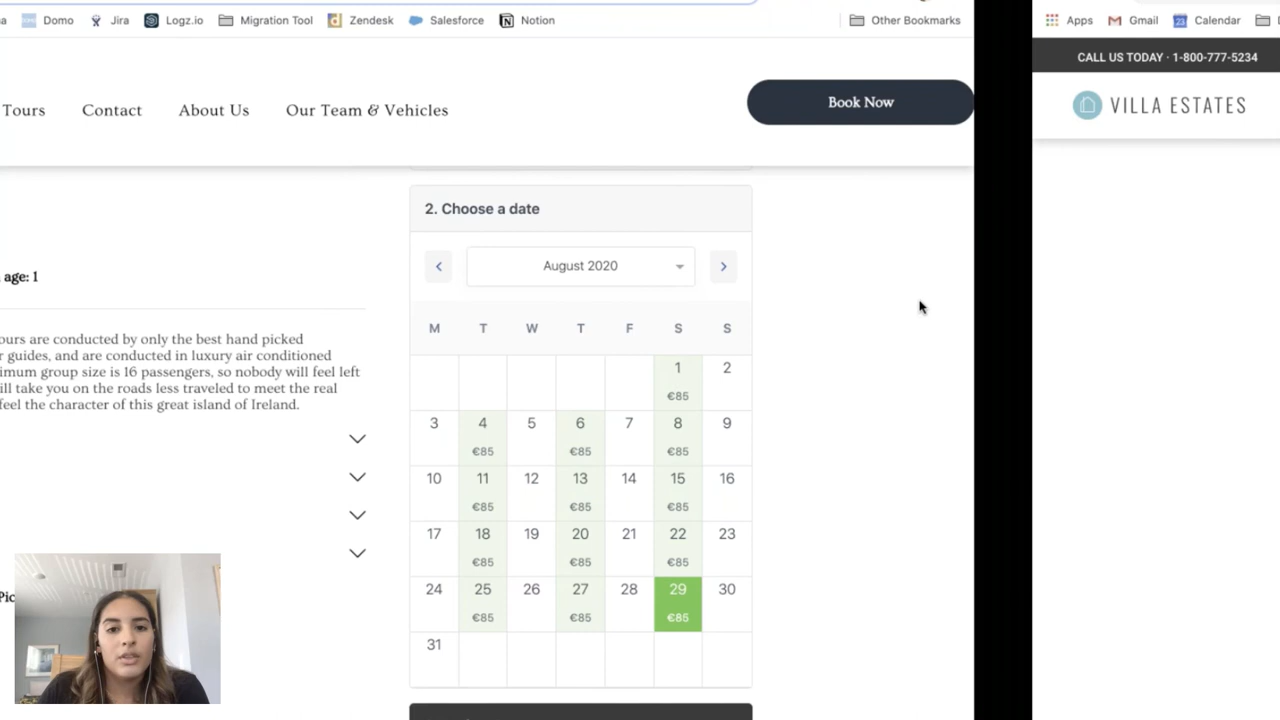 Domo Jira Logz.io Migration Tool Zendesk Salesforce Notion Other Bookmarks
Tours Contact About Us Our Team & Vehicles Book Now
age: 1
ours are conducted by only the best hand picked
r guides, and are conducted in luxury air conditioned
imum group size is 16 passengers, so nobody will feel left
ill take you on the roads less traveled to meet the real
feel the character of this great island of Ireland.
2. Choose a date
August 2020
M T W T F S S
1 2
€85
3 4 5 6 7 8 9
€85 €85 €85
10 11 12 13 14 15 16
€85 €85 €85
17 18 19 20 21 22 23
€85 €85 €85
24 25 26 27 28 29 30
€85 €85 €85
31
Apps Gmail 23 Calendar
CALL US TODAY · 1-800-777-5234
VILLA ESTATES